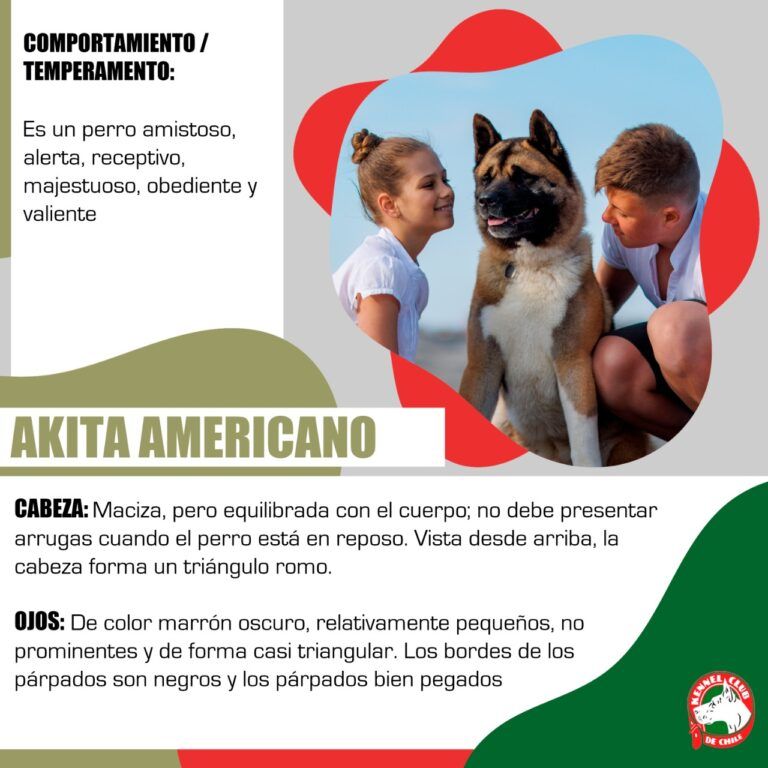 COMPORTAMIENTO /
TEMPERAMENTO:
Es un perro amistoso,
alerta, receptivo,
majestuoso, obediente y
valiente
AKITA AMERICANO
CABEZA: Maciza, pero equilibrada con el cuerpo; no debe presentar
arrugas cuando el perro está en reposo. Vista desde arriba, la
cabeza forma un triángulo romo.
OJOS: De color marrón oscuro, relativamente pequeños, no
prominentes y de forma casi triangular. Los bordes de los
párpados son negros y los párpados bien pegados
KENNEL CLUB
DE CHILE